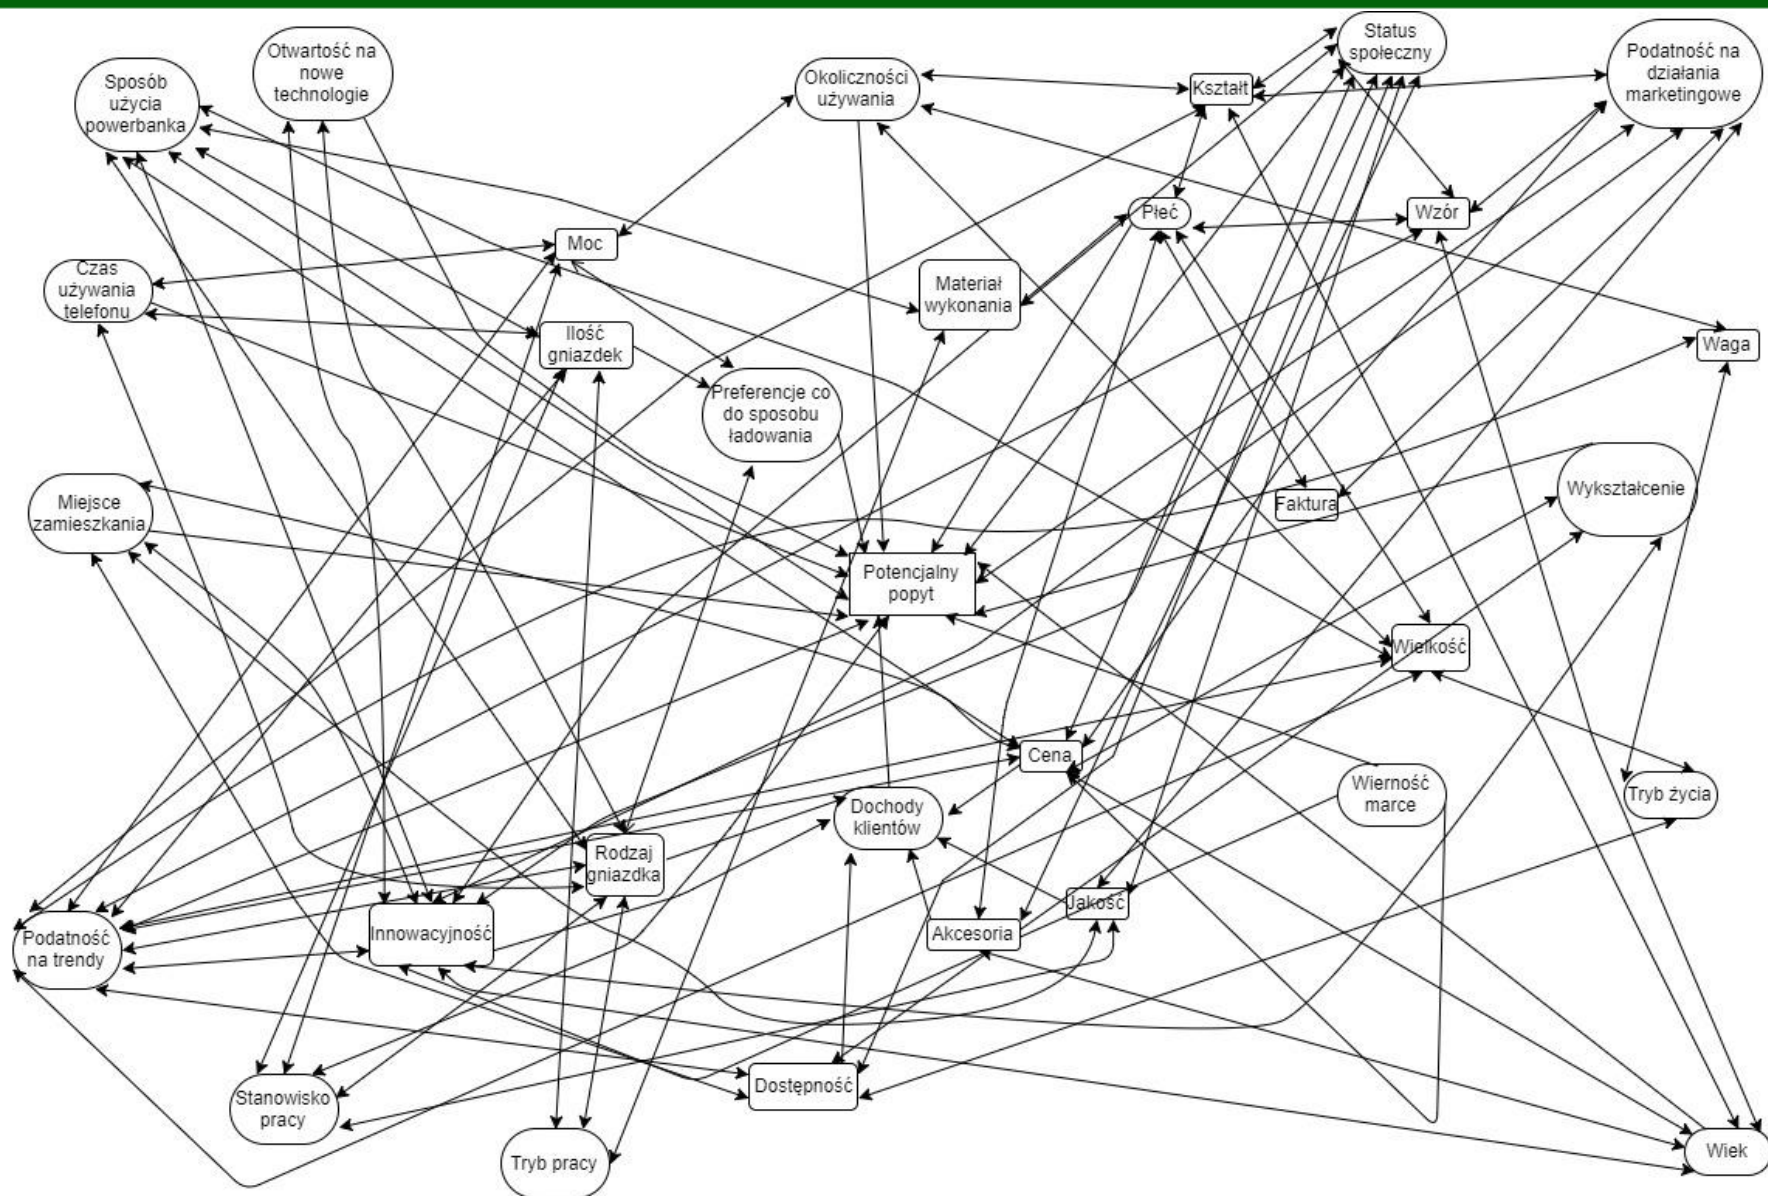 Otwartość na
nowe
technologie
Status
społeczny
Podatność na
działania
marketingowe
Sposób
użycia
powerbanka
Okoliczności
używania
Kształt
Płeć
Wzór
Moc
Czas
używania
telefonu
Materiał
wykonania
Ilość
gniazdek
Waga
Preferencje co
do sposobu
ładowania
Miejsce
zamieszkania
Wykształcenie
Faktura
Potencjalny
popyt
Wielkość
Cena
Wierność
marce
Tryb życia
Dochody
klientów
Rodzaj
gniazdka
Jakość
Podatność
na trendy
Innowacyjność
Akcesoria
Dostępność
Stanowisko
pracy
Tryb pracy
Wiek